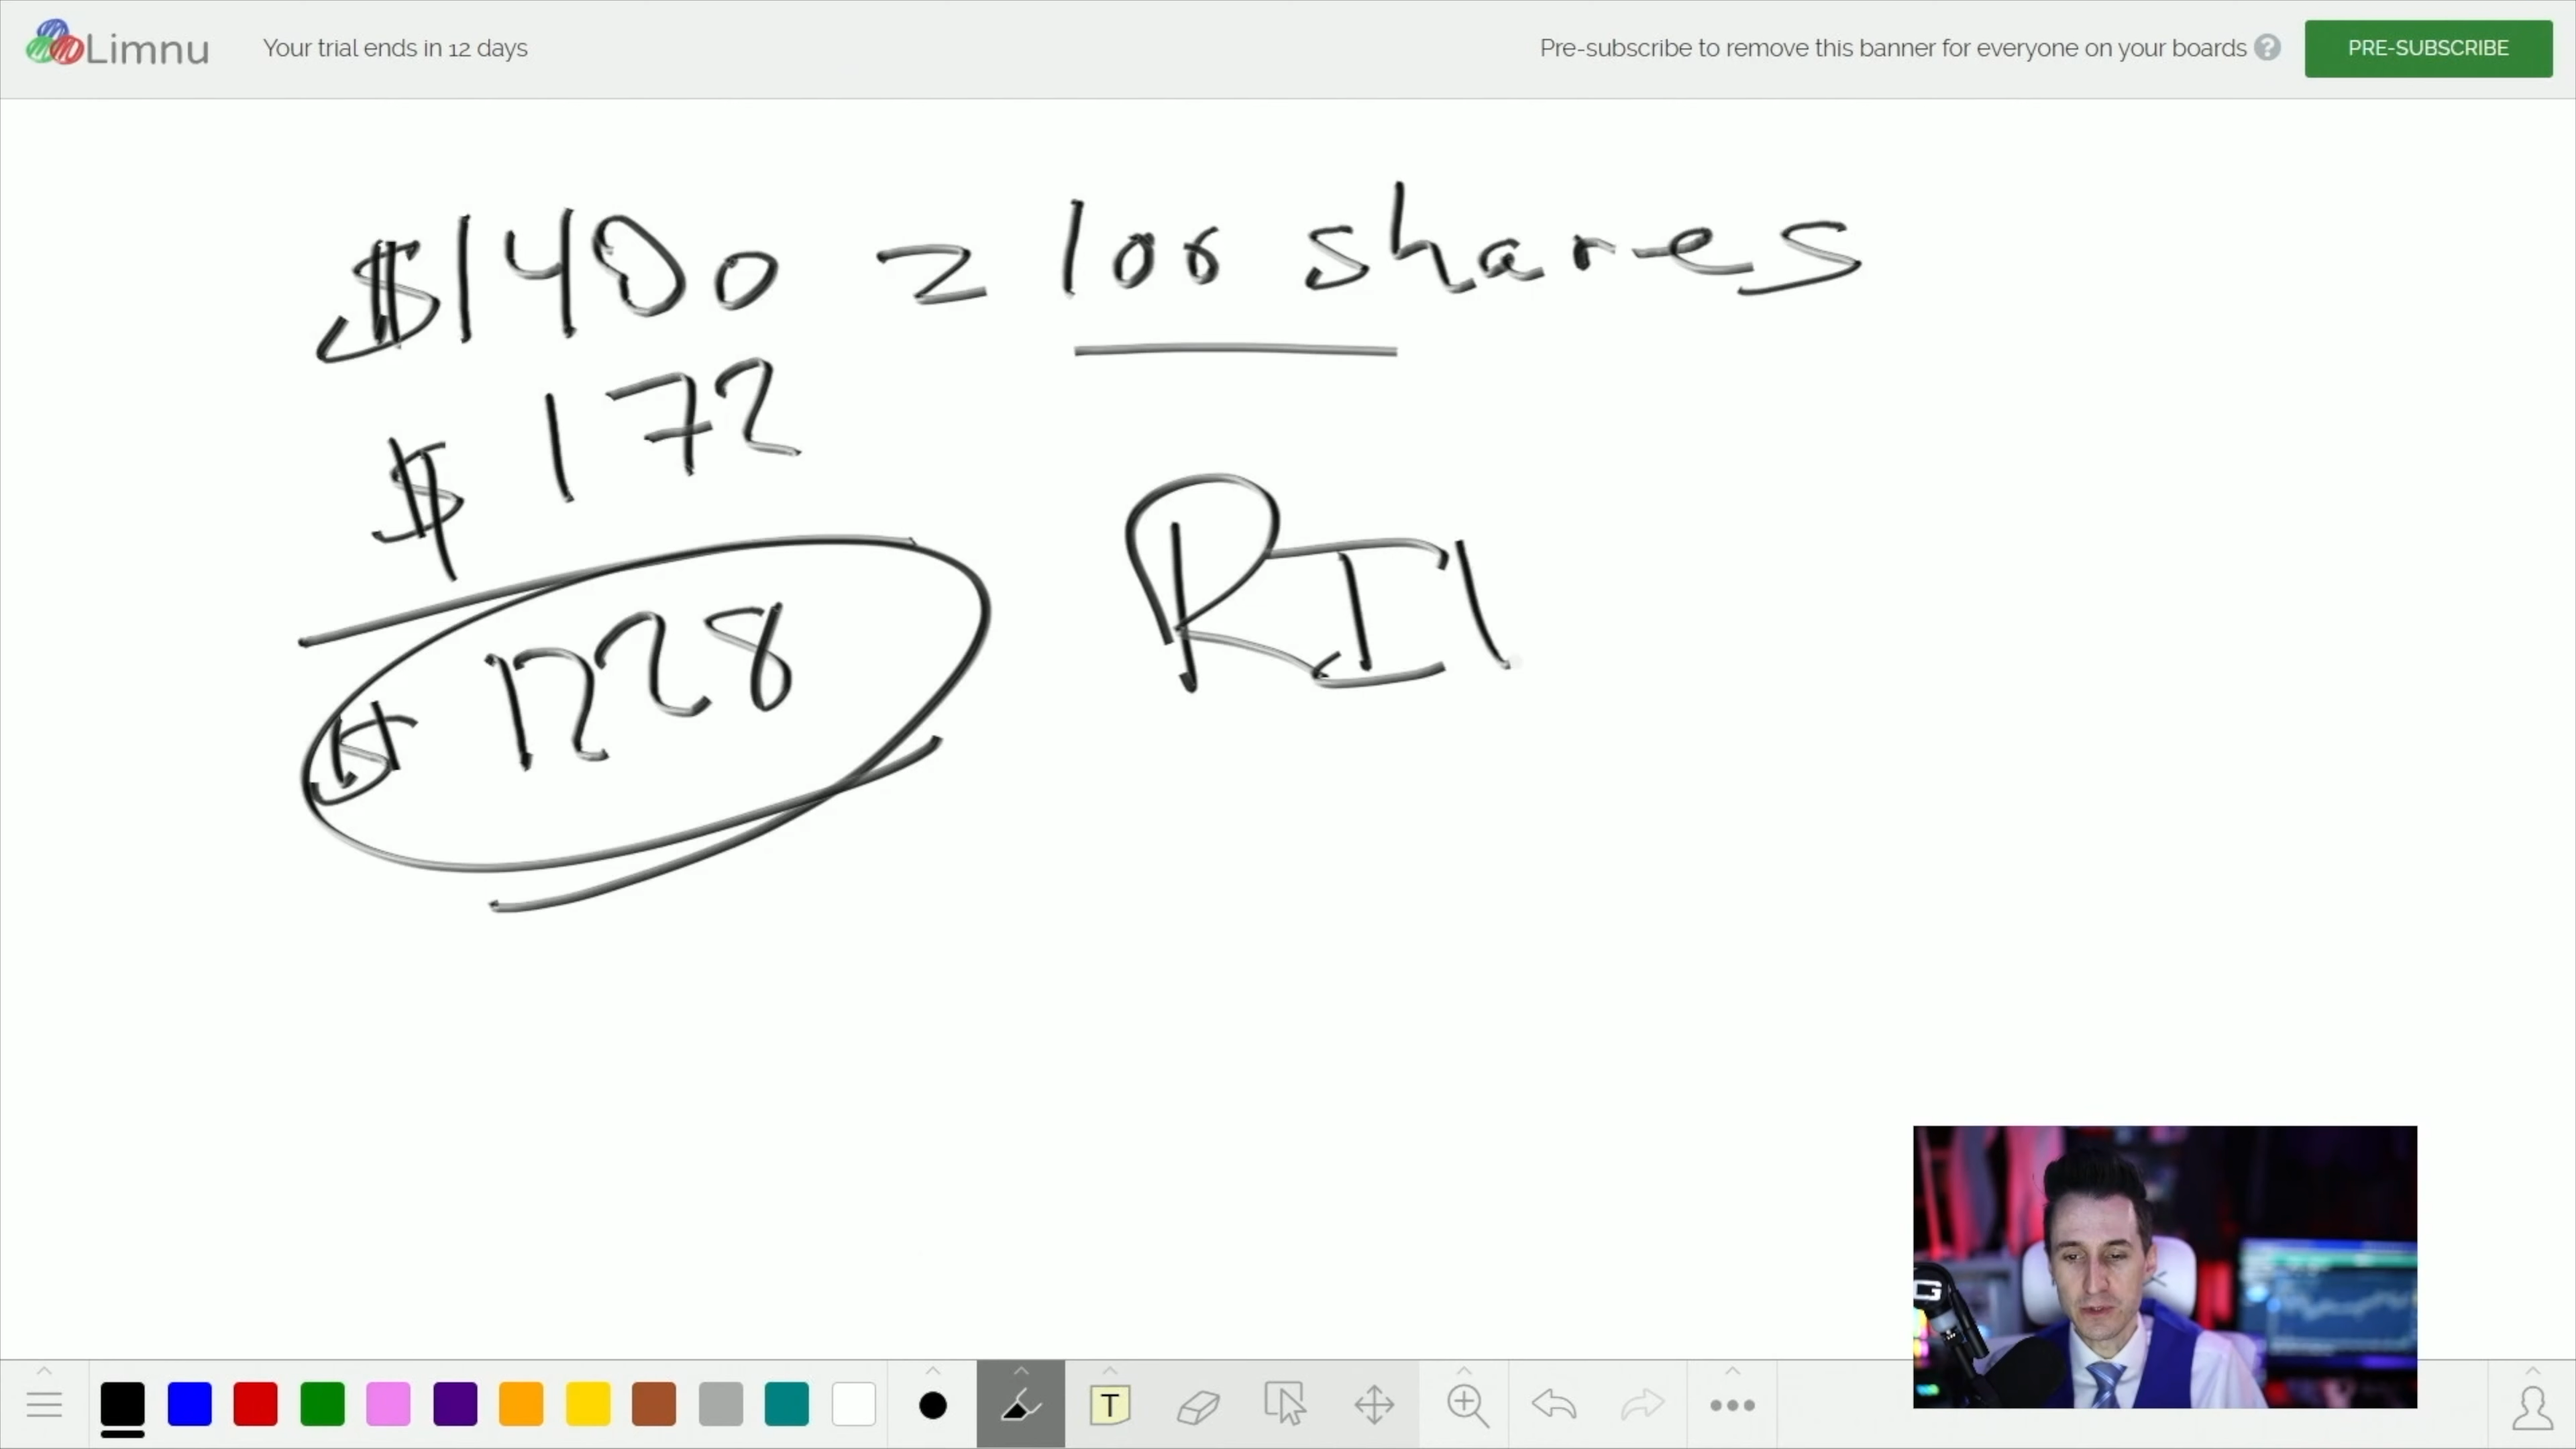 Limnu Your trial ends in 12 days Pre-subscribe to remove this banner for everyone on your boards ? PRE-SUBSCRIBE
$1400 = 100 shares
$ 172
$ 1228
RI
T
G